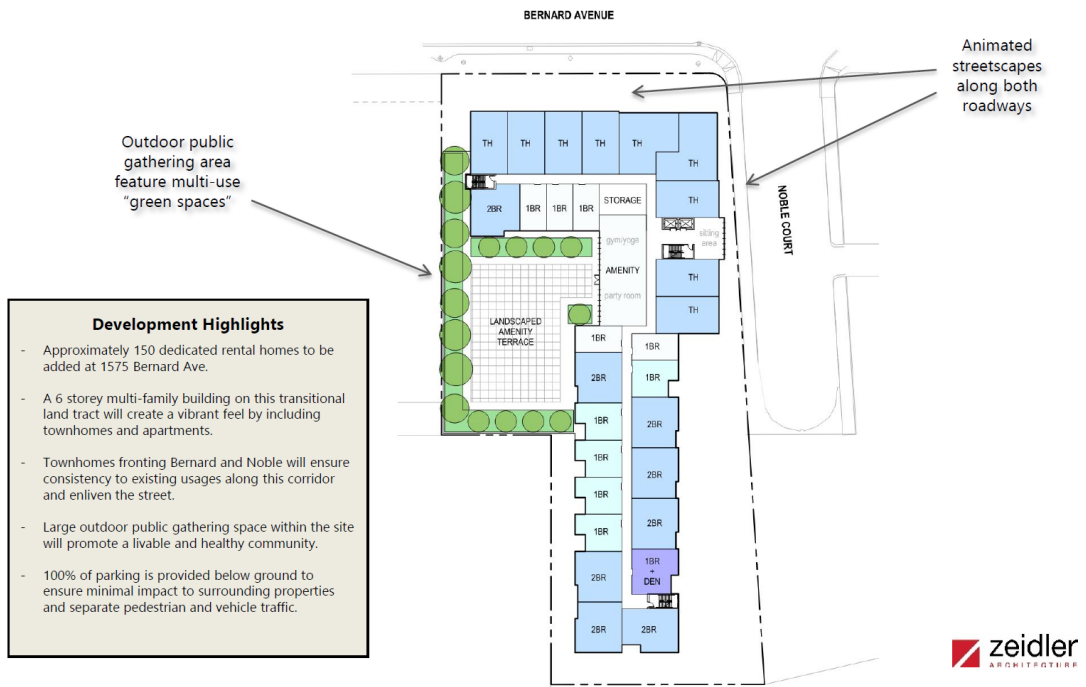 BERNARD AVENUE
Animated
streetscapes
along both
roadways
Outdoor public
gathering area
feature multi-use
“green spaces”
TH
TH
TH
TH
TH
TH
2BR
1BR
1BR
1BR
STORAGE
TH
NOBLE COURT
sitting
area
gym/yoga
AMENITY
party room
TH
TH
LANDSCAPED
AMENITY
TERRACE
1BR
1BR
2BR
1BR
1BR
2BR
1BR
2BR
1BR
1BR
2BR
2BR
1BR
+
DEN
2BR
2BR
Development Highlights
- Approximately 150 dedicated rental homes to be
added at 1575 Bernard Ave.
- A 6 storey multi-family building on this transitional
land tract will create a vibrant feel by including
townhomes and apartments.
- Townhomes fronting Bernard and Noble will ensure
consistency to existing usages along this corridor
and enliven the street.
- Large outdoor public gathering space within the site
will promote a livable and healthy community.
- 100% of parking is provided below ground to
ensure minimal impact to surrounding properties
and separate pedestrian and vehicle traffic.
zeidler
ARCHITECTURE